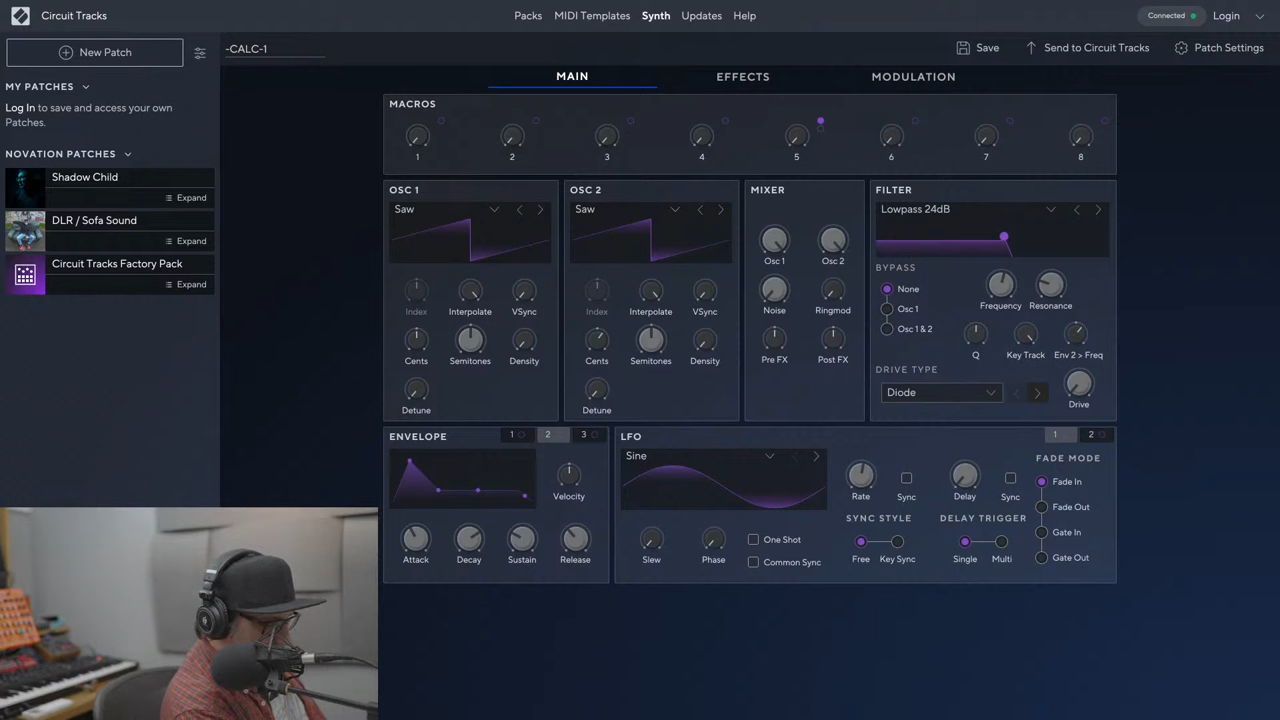 Circuit Tracks
Packs
MIDI Templates
Synth
Updates
Help
Connected
Login
New Patch
-CALC-1
Save
Send to Circuit Tracks
Patch Settings
MY PATCHES
Log In to save and access your own
Patches.
NOVATION PATCHES
Shadow Child
Expand
DLR / Sofa Sound
Expand
Circuit Tracks Factory Pack
Expand
MAIN
EFFECTS
MODULATION
MACROS
1
2
3
4
5
6
7
8
OSC 1
Saw
Index
Interpolate
VSync
Cents
Semitones
Density
Detune
OSC 2
Saw
Index
Interpolate
VSync
Cents
Semitones
Density
Detune
MIXER
Osc 1
Osc 2
Noise
Ringmod
Pre FX
Post FX
FILTER
Lowpass 24dB
BYPASS
None
Osc 1
Osc 1 & 2
Frequency
Resonance
Q
Key Track
Env 2 > Freq
DRIVE TYPE
Diode
Drive
ENVELOPE
1
2
3
Velocity
Attack
Decay
Sustain
Release
LFO
1
2
Sine
Slew
Phase
One Shot
Common Sync
Rate
Sync
Delay
Sync
SYNC STYLE
Free
Key Sync
DELAY TRIGGER
Single
Multi
FADE MODE
Fade In
Fade Out
Gate In
Gate Out